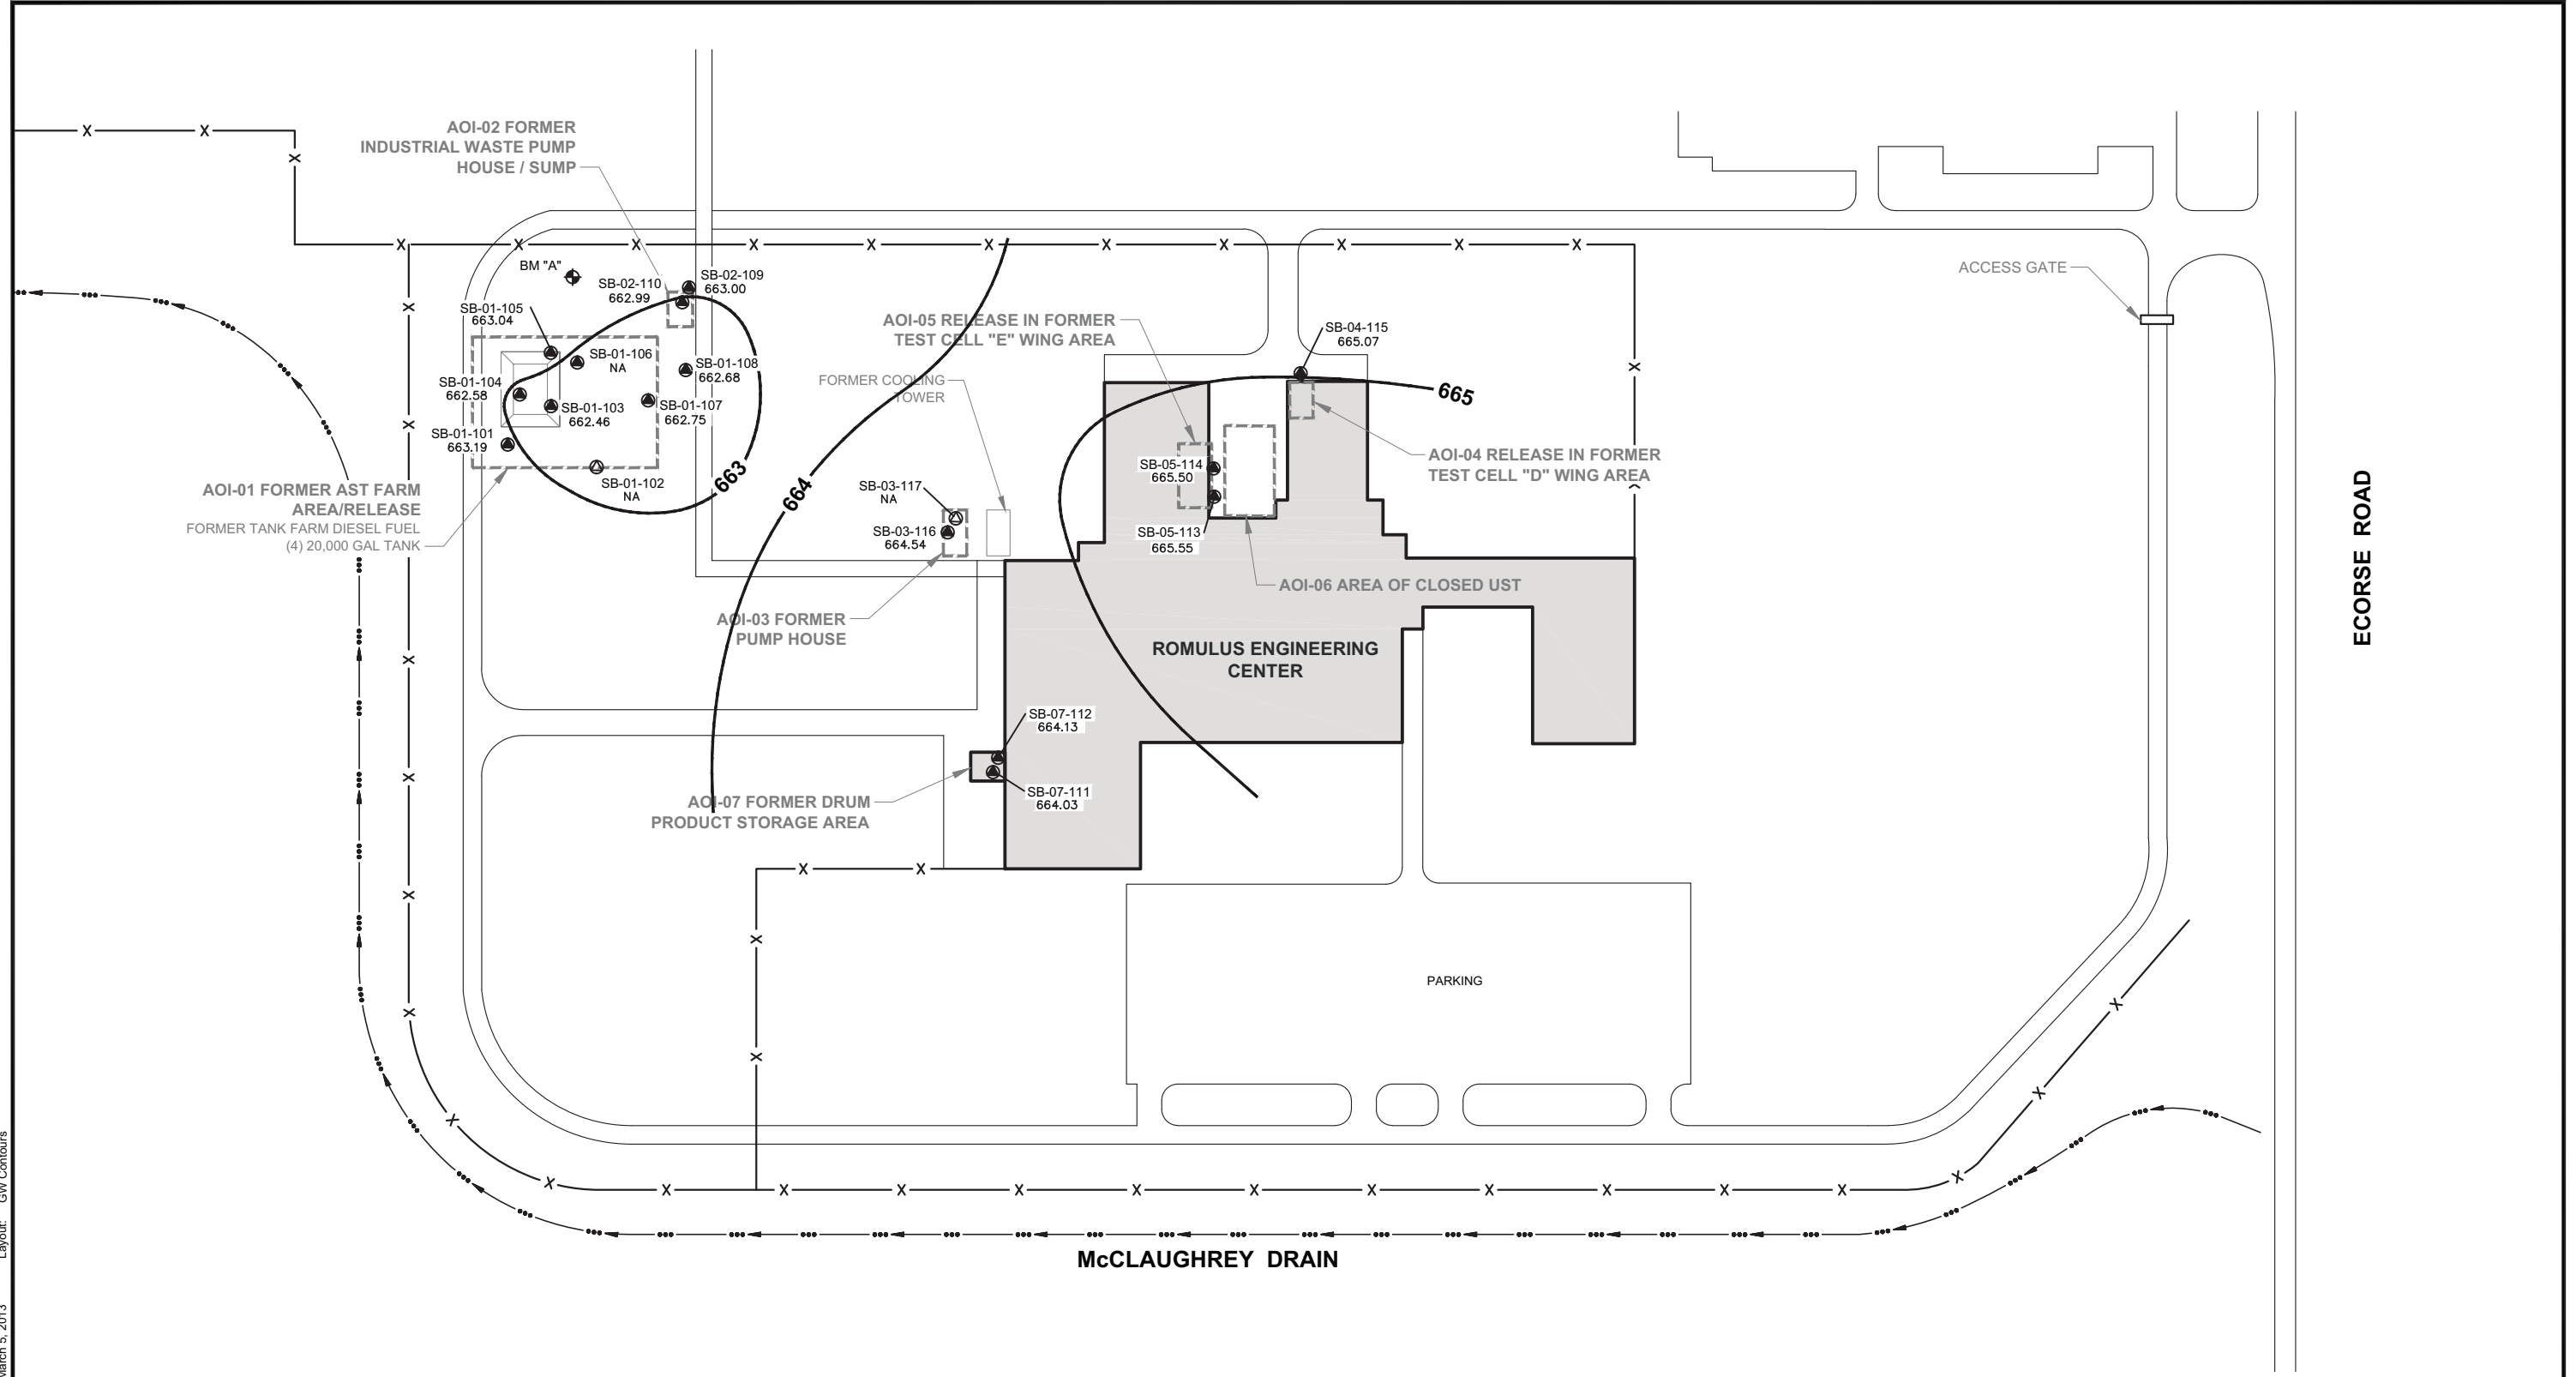 AOI-02 FORMER
INDUSTRIAL WASTE PUMP
HOUSE / SUMP
BM "A"
SB-02-110
662.99
SB-02-109
663.00
SB-01-105
663.04
SB-01-106
NA
SB-01-108
662.68
SB-01-104
662.58
SB-01-103
662.46
SB-01-107
662.75
SB-01-101
663.19
SB-01-102
NA
663
664
665
AOI-01 FORMER AST FARM
AREA/RELEASE
FORMER TANK FARM DIESEL FUEL
(4) 20,000 GAL TANK
AOI-05 RELEASE IN FORMER
TEST CELL "E" WING AREA
FORMER COOLING
TOWER
SB-04-115
665.07
ACCESS GATE
SB-03-117
NA
SB-03-116
664.54
SB-05-114
665.50
SB-05-113
665.55
AOI-04 RELEASE IN FORMER
TEST CELL "D" WING AREA
AOI-06 AREA OF CLOSED UST
AOI-03 FORMER
PUMP HOUSE
ROMULUS ENGINEERING
CENTER
ECORSE ROAD
SB-07-112
664.13
SB-07-111
664.03
AOI-07 FORMER DRUM
PRODUCT STORAGE AREA
PARKING
McCLAUGHREY DRAIN
March 5, 2013 Layout: GW Contours